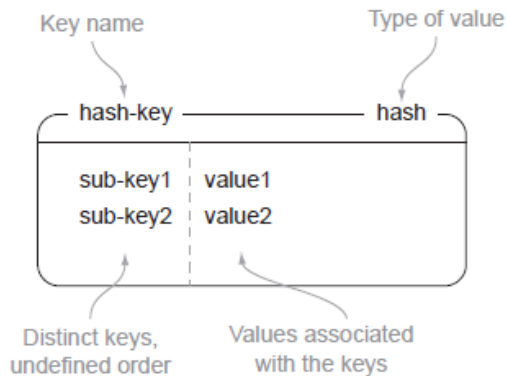 Key name
Type of value
hash-key
hash
sub-key1 value1
sub-key2 value2
Distinct keys,
undefined order
Values associated
with the keys